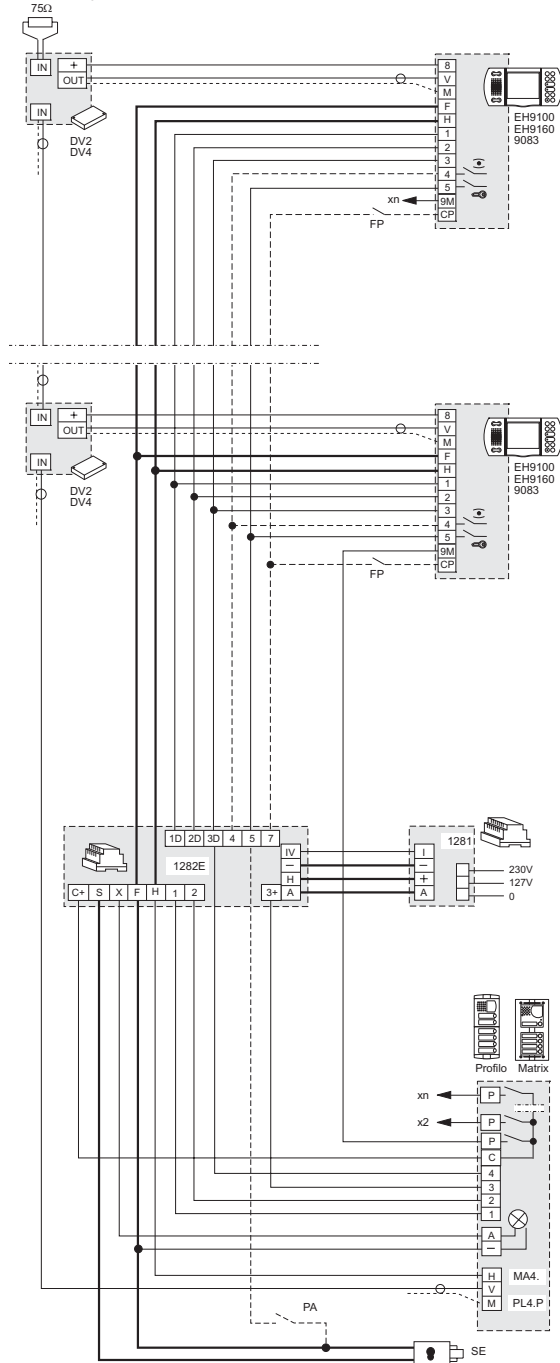 75Ω
IN + 8
OUT V
M
IN F
H
DV2 1
DV4 2
3
4
5
xn 9M
FP CP
EH9100
EH9160
9083
IN + 8
OUT V
M
IN F
H
DV2 1
DV4 2
3
4
5
9M
FP CP
EH9100
EH9160
9083
1D 2D 3D 4 5 7
1282E
IV
–
H
3+ A
C+ S X F H 1 2
1281
I
–
+
A
230V
127V
0
Profilo Matrix
xn P
x2 P
P
C
4
3
2
1
A
–
H MA4.
V
M PL4.P
PA
SE